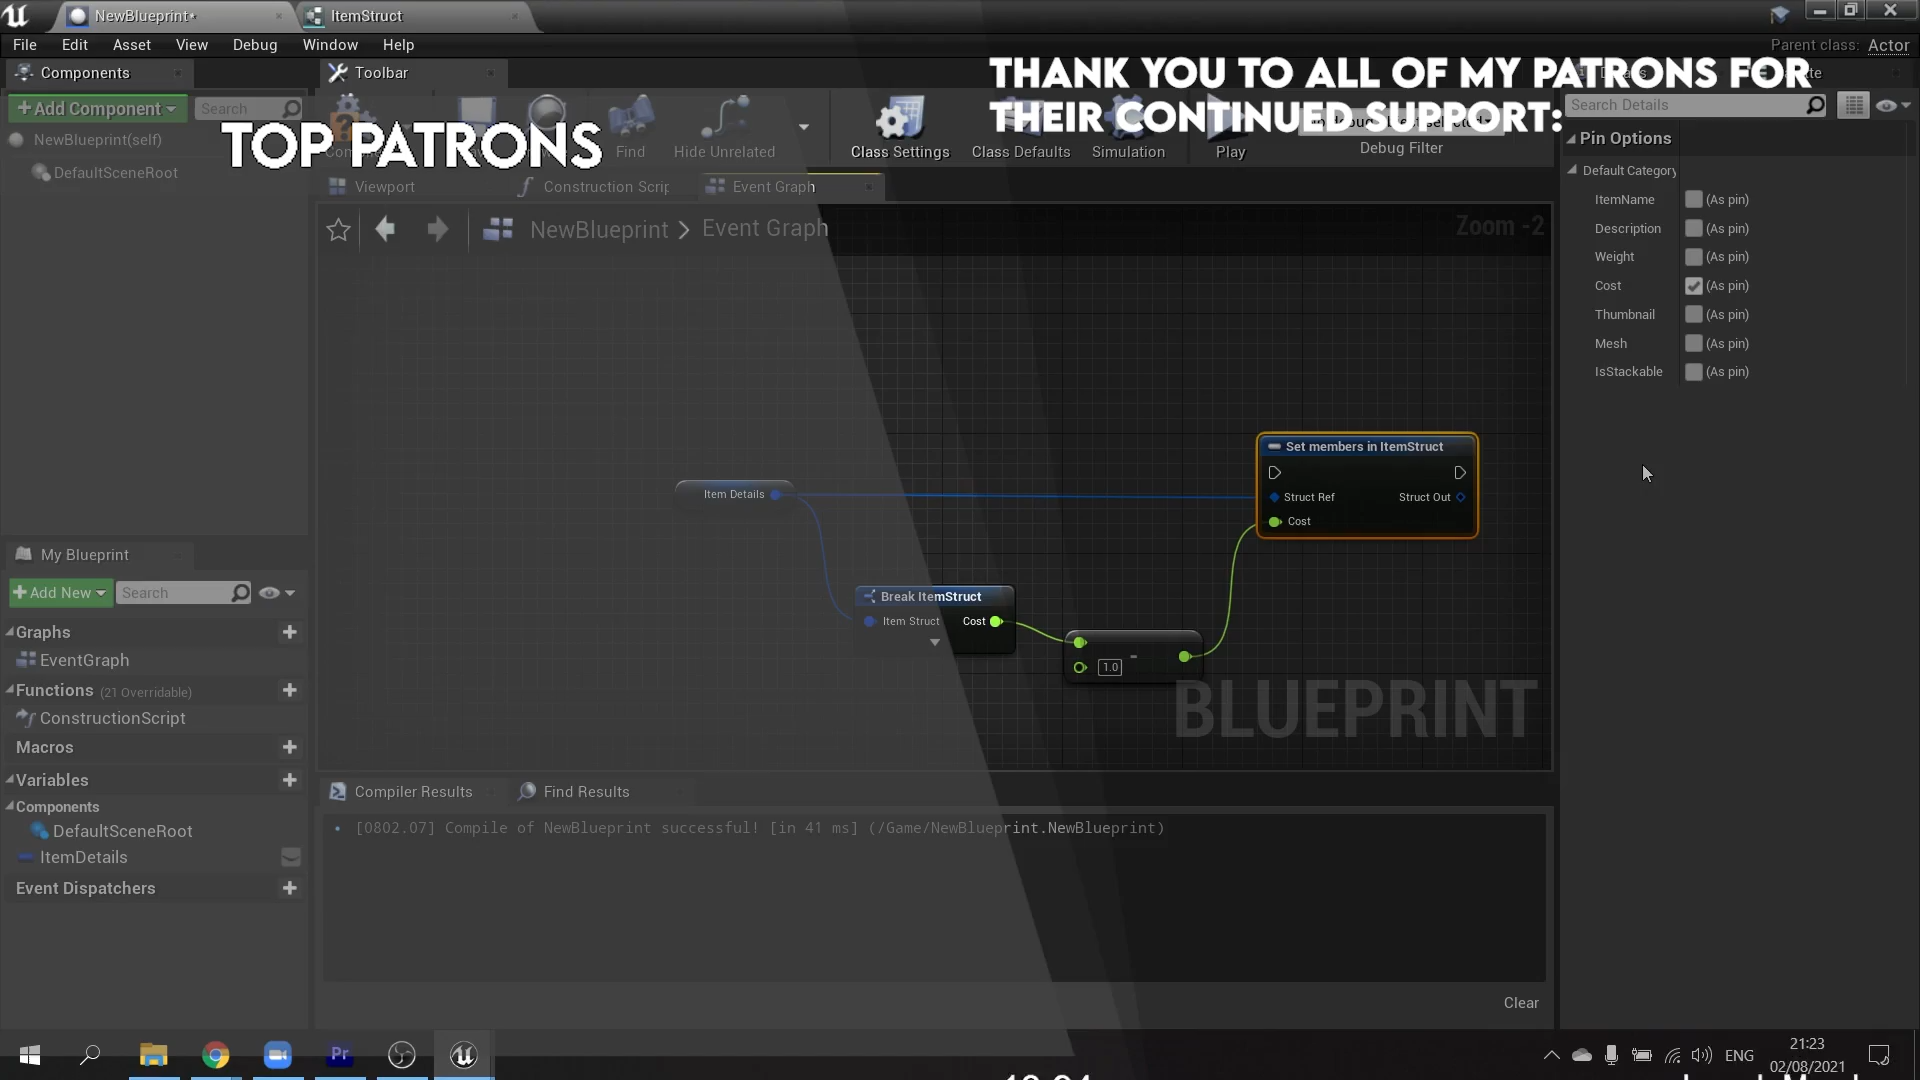 NewBlueprint*
ItemStruct
File Edit Asset View Debug Window Help
Parent class: Actor
Components
Toolbar
THANK YOU TO ALL OF MY PATRONS FOR
THEIR CONTINUED SUPPORT:
+Add Component
Search
Search Details
TOP PATRONS
NewBlueprint(self)
DefaultSceneRoot
Find
Hide Unrelated
Class Settings
Class Defaults
Simulation
Play
Debug Filter
Pin Options
Default Category
ItemName (As pin)
Description (As pin)
Weight (As pin)
Cost (As pin)
Thumbnail (As pin)
Mesh (As pin)
IsStackable (As pin)
Viewport
Construction Scrip
Event Graph
NewBlueprint > Event Graph
Zoom -2
Set members in ItemStruct
Struct Ref
Struct Out
Cost
Item Details
Break ItemStruct
Item Struct
Cost
-
1.0
BLUEPRINT
My Blueprint
+Add New
Search
Graphs
EventGraph
Functions (21 Overridable)
ConstructionScript
Macros
Variables
Components
DefaultSceneRoot
ItemDetails
Event Dispatchers
Compiler Results
Find Results
[0802.07] Compile of NewBlueprint successful! [in 41 ms] (/Game/NewBlueprint.NewBlueprint)
Clear
Pr
ENG
21:23
02/08/2021